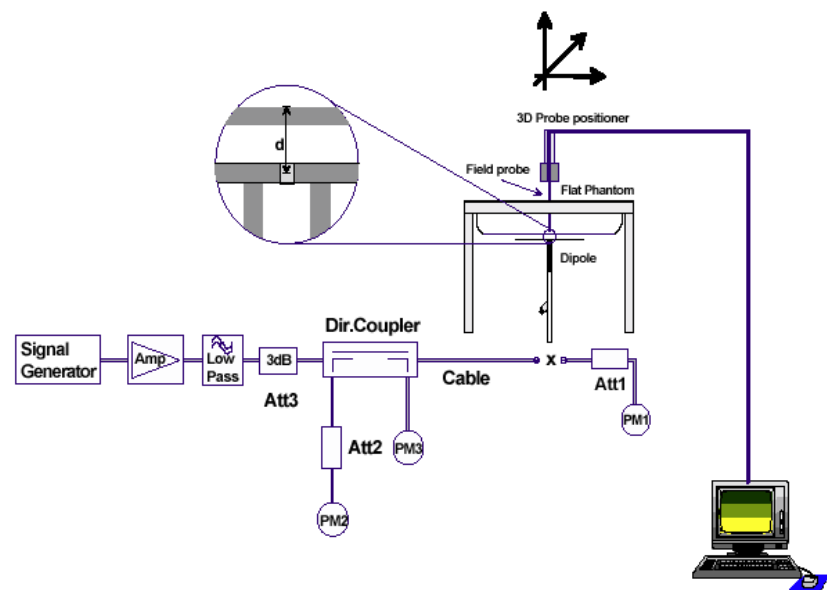 3D Probe positioner
d
Field probe
Flat Phantom
Dipole
Dir.Coupler
Signal
Generator
Amp
Low
Pass
3dB
Att3
Cable
x
Att1
PM1
Att2
PM3
PM2